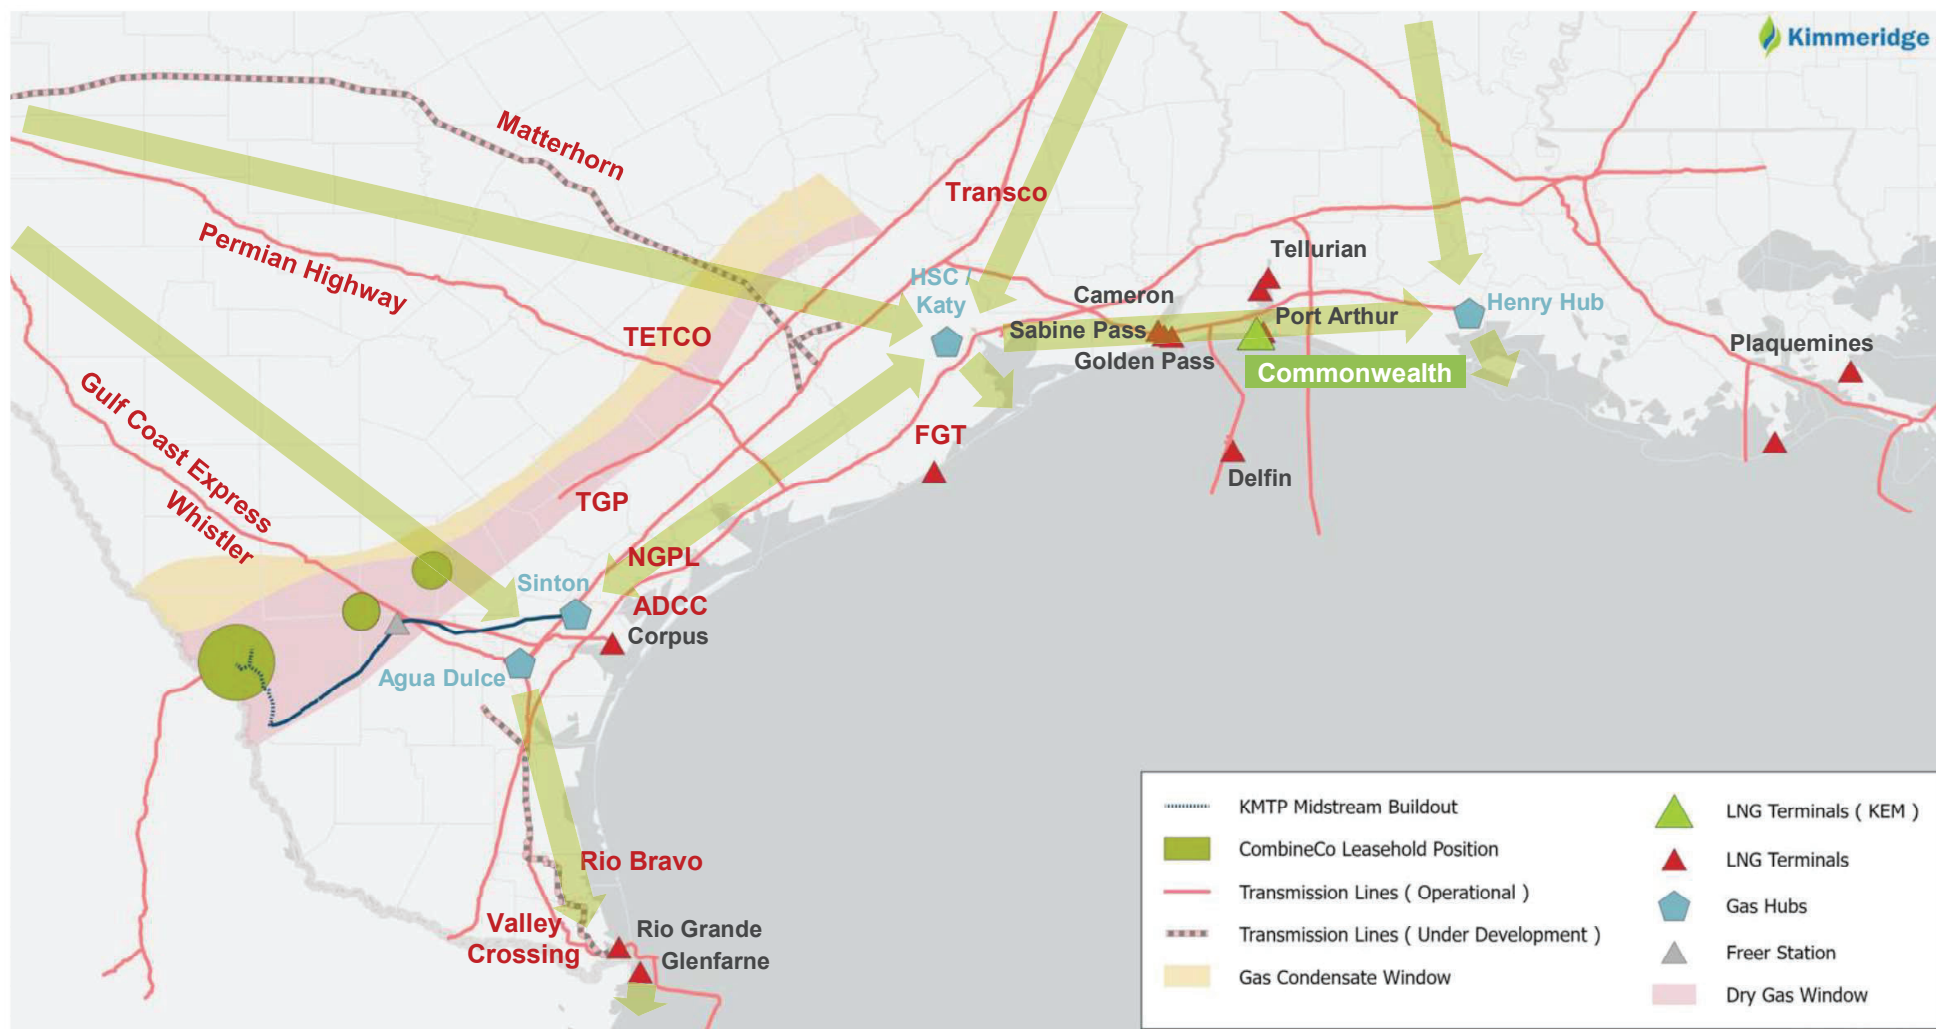 Kimmeridge
Matterhorn
Transco
Permian Highway
Tellurian
HSC /
Katy
Cameron
Henry Hub
Port Arthur
Sabine Pass
TETCO
Golden Pass
Plaquemines
Commonwealth
Gulf Coast Express
Whistler
FGT
Delfin
TGP
NGPL
Sinton
ADCC
Corpus
Agua Dulce
Rio Bravo
Valley
Crossing
Rio Grande
Glenfarne
KMTP Midstream Buildout
CombineCo Leasehold Position
Transmission Lines ( Operational )
Transmission Lines ( Under Development )
Gas Condensate Window
LNG Terminals ( KEM )
LNG Terminals
Gas Hubs
Freer Station
Dry Gas Window